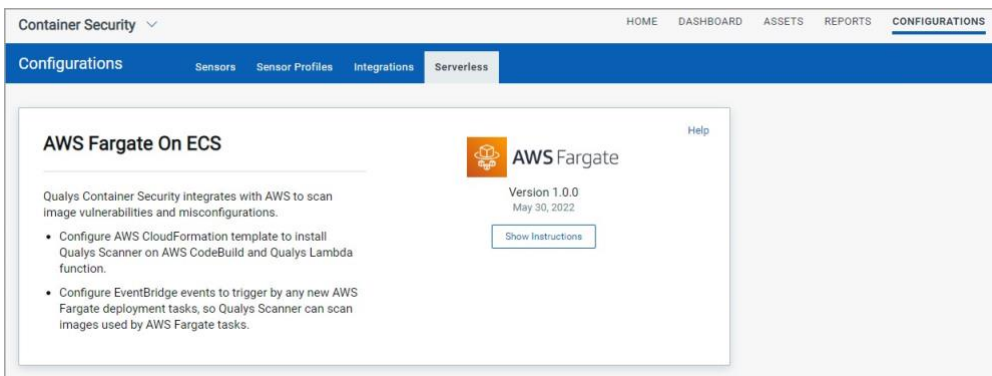 Container Security
HOME DASHBOARD ASSETS REPORTS CONFIGURATIONS
Configurations Sensors Sensor Profiles Integrations Serverless
AWS Fargate On ECS
Qualys Container Security integrates with AWS to scan
image vulnerabilities and misconfigurations.
• Configure AWS CloudFormation template to install
Qualys Scanner on AWS CodeBuild and Qualys Lambda
function.
• Configure EventBridge events to trigger by any new AWS
Fargate deployment tasks, so Qualys Scanner can scan
images used by AWS Fargate tasks.
Help
AWS Fargate
Version 1.0.0
May 30, 2022
Show Instructions